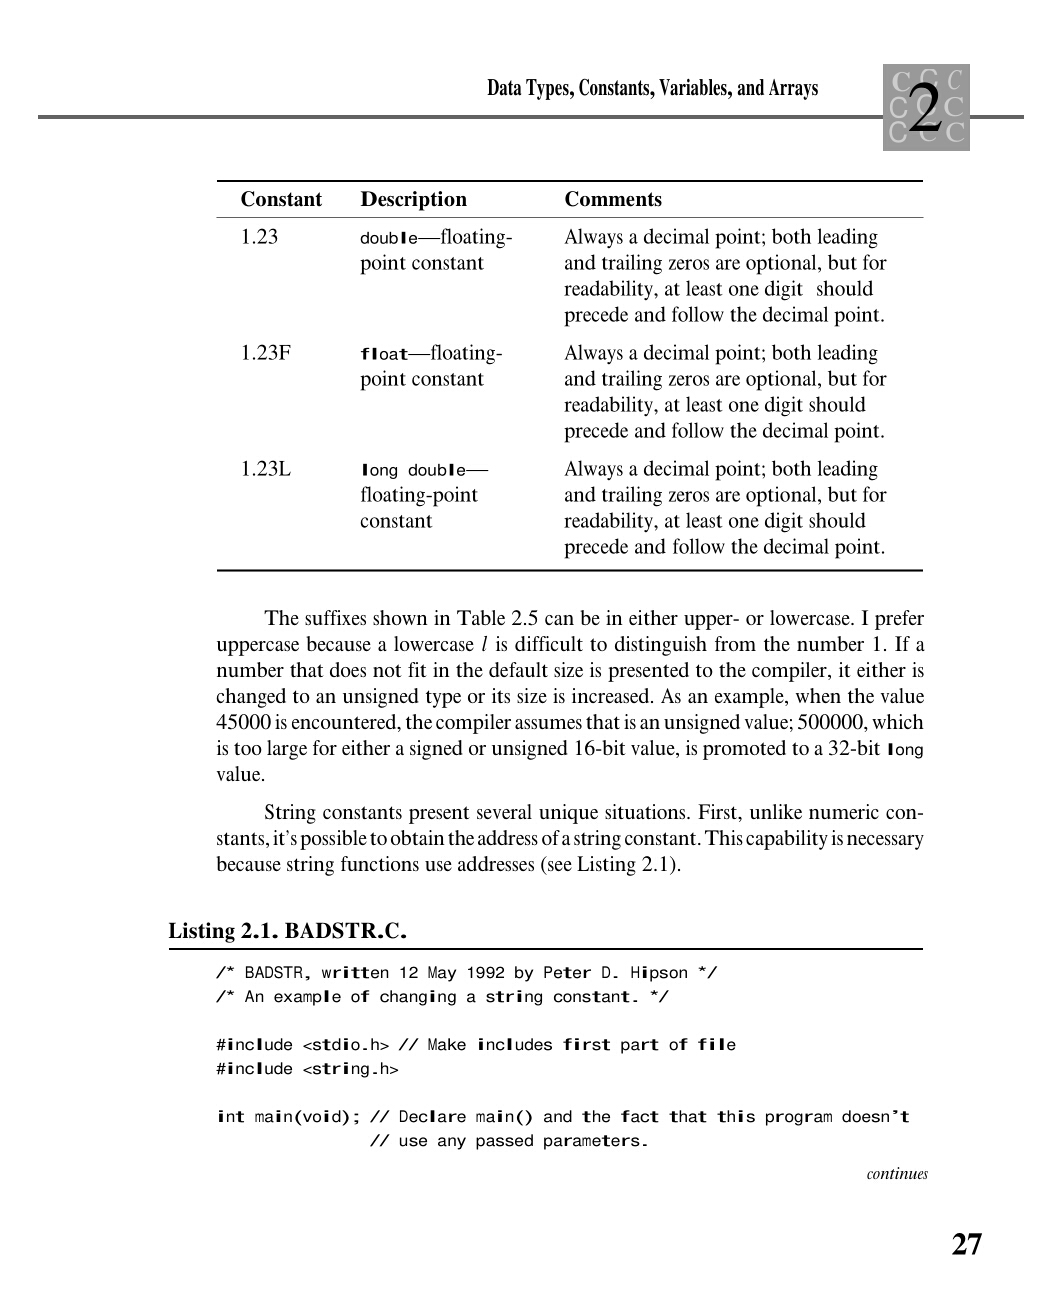 Data Types, Constants, Variables, and Arrays
C C C
C C C
C C C
2
Constant Description Comments
1.23 double—floating- Always a decimal point; both leading
point constant and trailing zeros are optional, but for
readability, at least one digit should
precede and follow the decimal point.
1.23F float—floating- Always a decimal point; both leading
point constant and trailing zeros are optional, but for
readability, at least one digit should
precede and follow the decimal point.
1.23L long double— Always a decimal point; both leading
floating-point and trailing zeros are optional, but for
constant readability, at least one digit should
precede and follow the decimal point.
The suffixes shown in Table 2.5 can be in either upper- or lowercase. I prefer
uppercase because a lowercase l is difficult to distinguish from the number 1. If a
number that does not fit in the default size is presented to the compiler, it either is
changed to an unsigned type or its size is increased. As an example, when the value
45000 is encountered, the compiler assumes that is an unsigned value; 500000, which
is too large for either a signed or unsigned 16-bit value, is promoted to a 32-bit long
value.
String constants present several unique situations. First, unlike numeric con-
stants, it's possible to obtain the address of a string constant. This capability is necessary
because string functions use addresses (see Listing 2.1).
Listing 2.1. BADSTR.C.
/* BADSTR, written 12 May 1992 by Peter D. Hipson */
/* An example of changing a string constant. */
#include <stdio.h> // Make includes first part of file
#include <string.h>
int main(void); // Declare main() and the fact that this program doesn't
// use any passed parameters.
continues
27